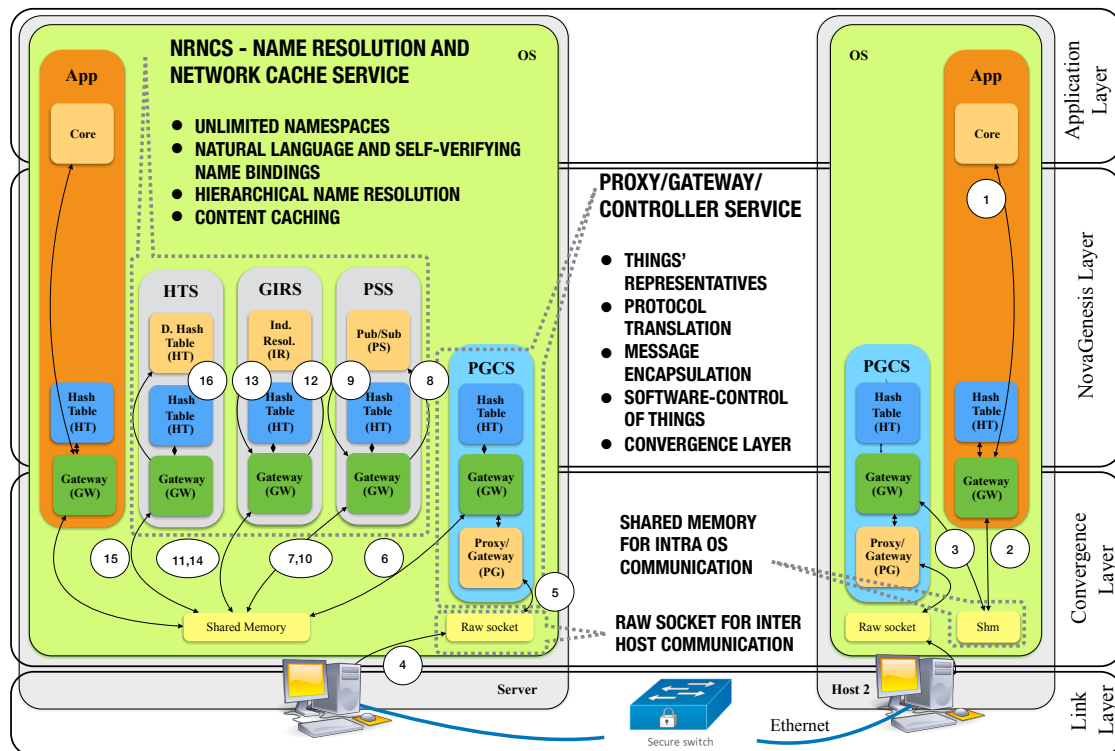 OS
NRNCS - NAME RESOLUTION AND
NETWORK CACHE SERVICE
● UNLIMITED NAMESPACES
● NATURAL LANGUAGE AND SELF-VERIFYING
NAME BINDINGS
● HIERARCHICAL NAME RESOLUTION
● CONTENT CACHING
App
Core
Hash
Table
(HT)
Gateway
(GW)
HTS
D. Hash
Table
(HT)
Hash
Table
(HT)
Gateway
(GW)
GIRS
Ind.
Resol.
(IR)
Hash
Table
(HT)
Gateway
(GW)
PSS
Pub/Sub
(PS)
Hash
Table
(HT)
Gateway
(GW)
16
13
12
9
8
PGCS
Hash
Table
(HT)
Gateway
(GW)
Proxy/
Gateway
(PG)
15
11,14
7,10
6
5
4
Shared Memory
Raw socket
Server
PROXY/GATEWAY/
CONTROLLER SERVICE
● THINGS'
REPRESENTATIVES
● PROTOCOL
TRANSLATION
● MESSAGE
ENCAPSULATION
● SOFTWARE-CONTROL
OF THINGS
● CONVERGENCE LAYER
SHARED MEMORY
FOR INTRA OS
COMMUNICATION
RAW SOCKET FOR INTER
HOST COMMUNICATION
OS
App
Core
1
Hash
Table
(HT)
Gateway
(GW)
PGCS
Hash
Table
(HT)
Gateway
(GW)
Proxy/
Gateway
(PG)
3
2
Raw socket
Shm
Host 2
Ethernet
Secure switch
Application
Layer
NovaGenesis Layer
Convergence
Layer
Link
Layer